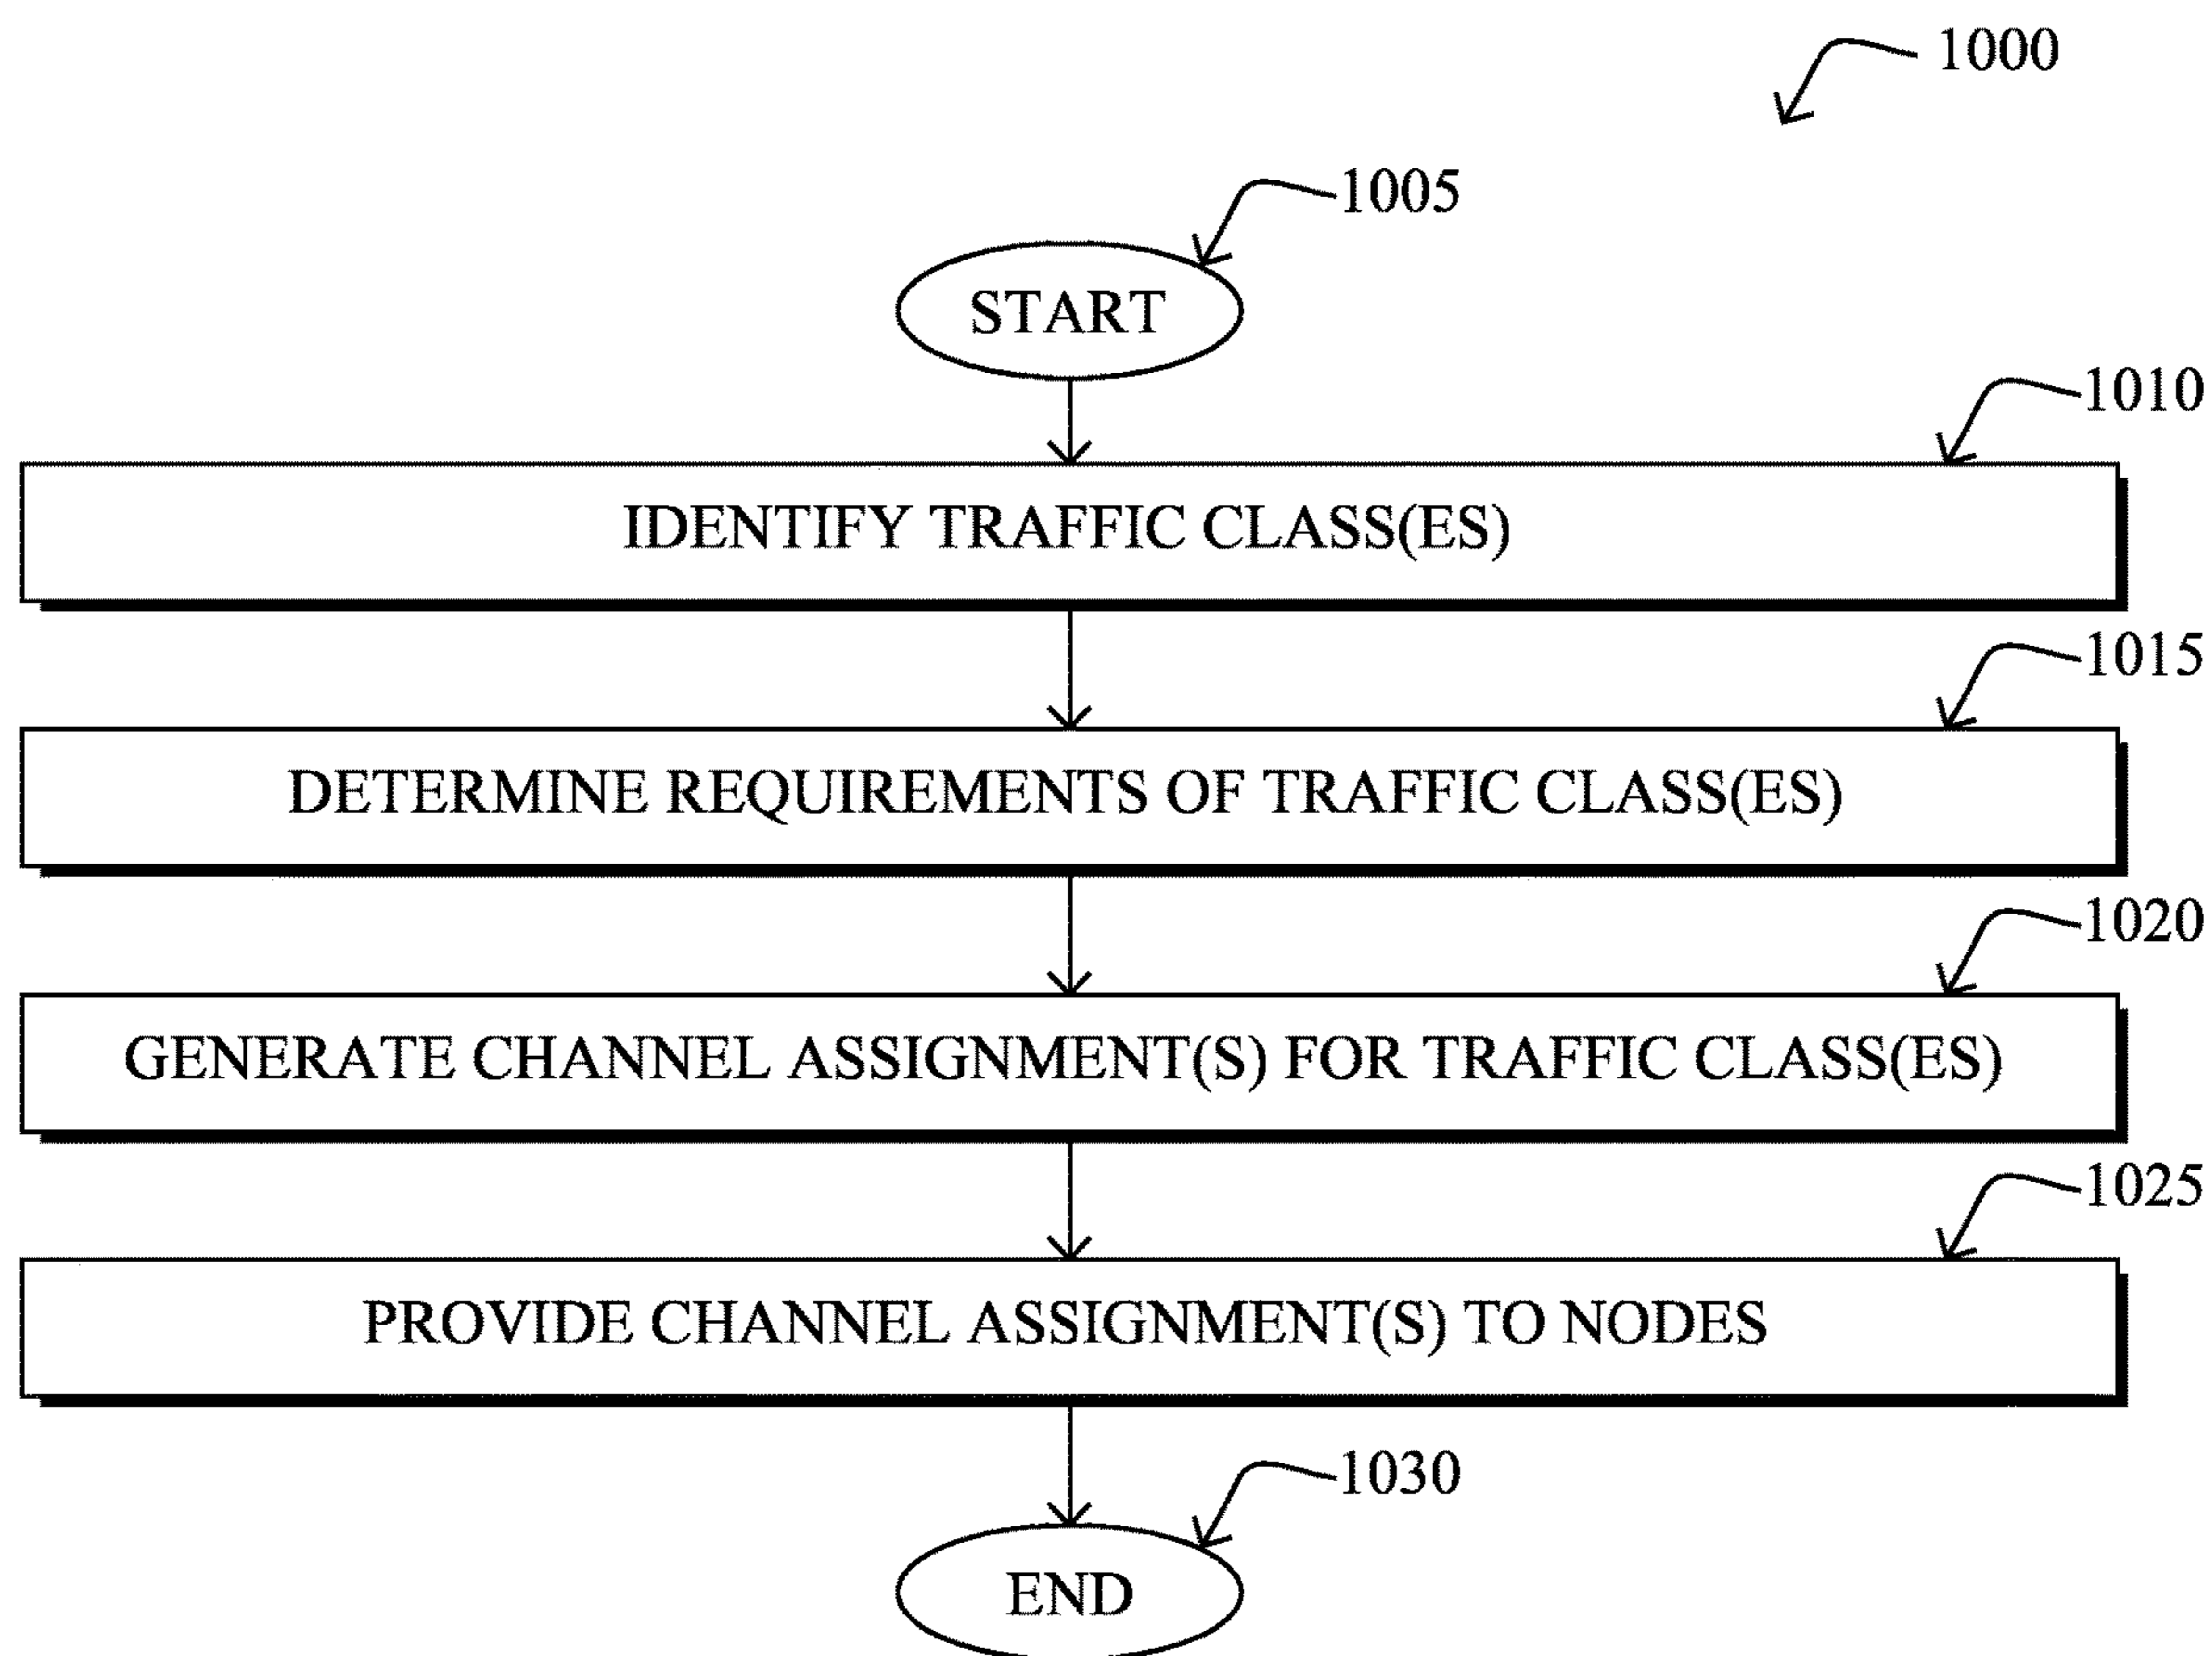 1000
1005
START
1010
IDENTIFY TRAFFIC CLASS(ES)
1015
DETERMINE REQUIREMENTS OF TRAFFIC CLASS(ES)
1020
GENERATE CHANNEL ASSIGNMENT(S) FOR TRAFFIC CLASS(ES)
1025
PROVIDE CHANNEL ASSIGNMENT(S) TO NODES
1030
END